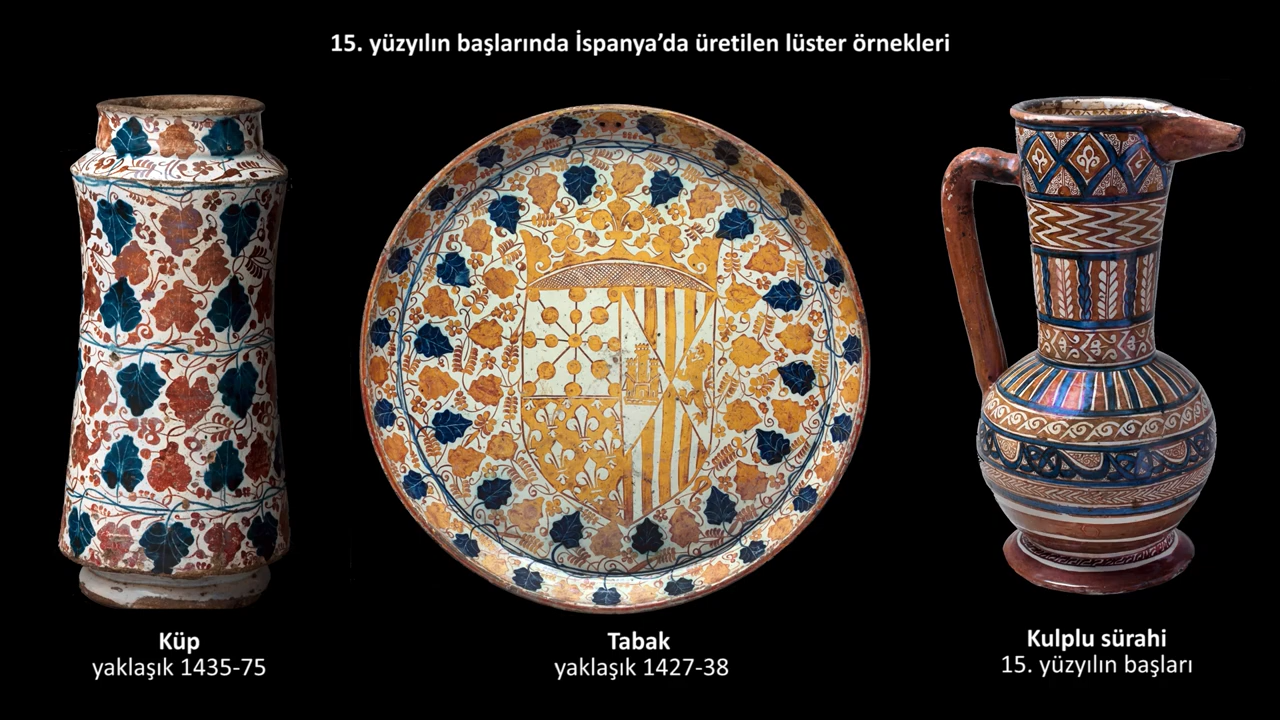 15. yüzyılın başlarında İspanya’da üretilen lüster örnekleri
Küp
yaklaşık 1435-75
Tabak
yaklaşık 1427-38
Kulplu sürahi
15. yüzyılın başları